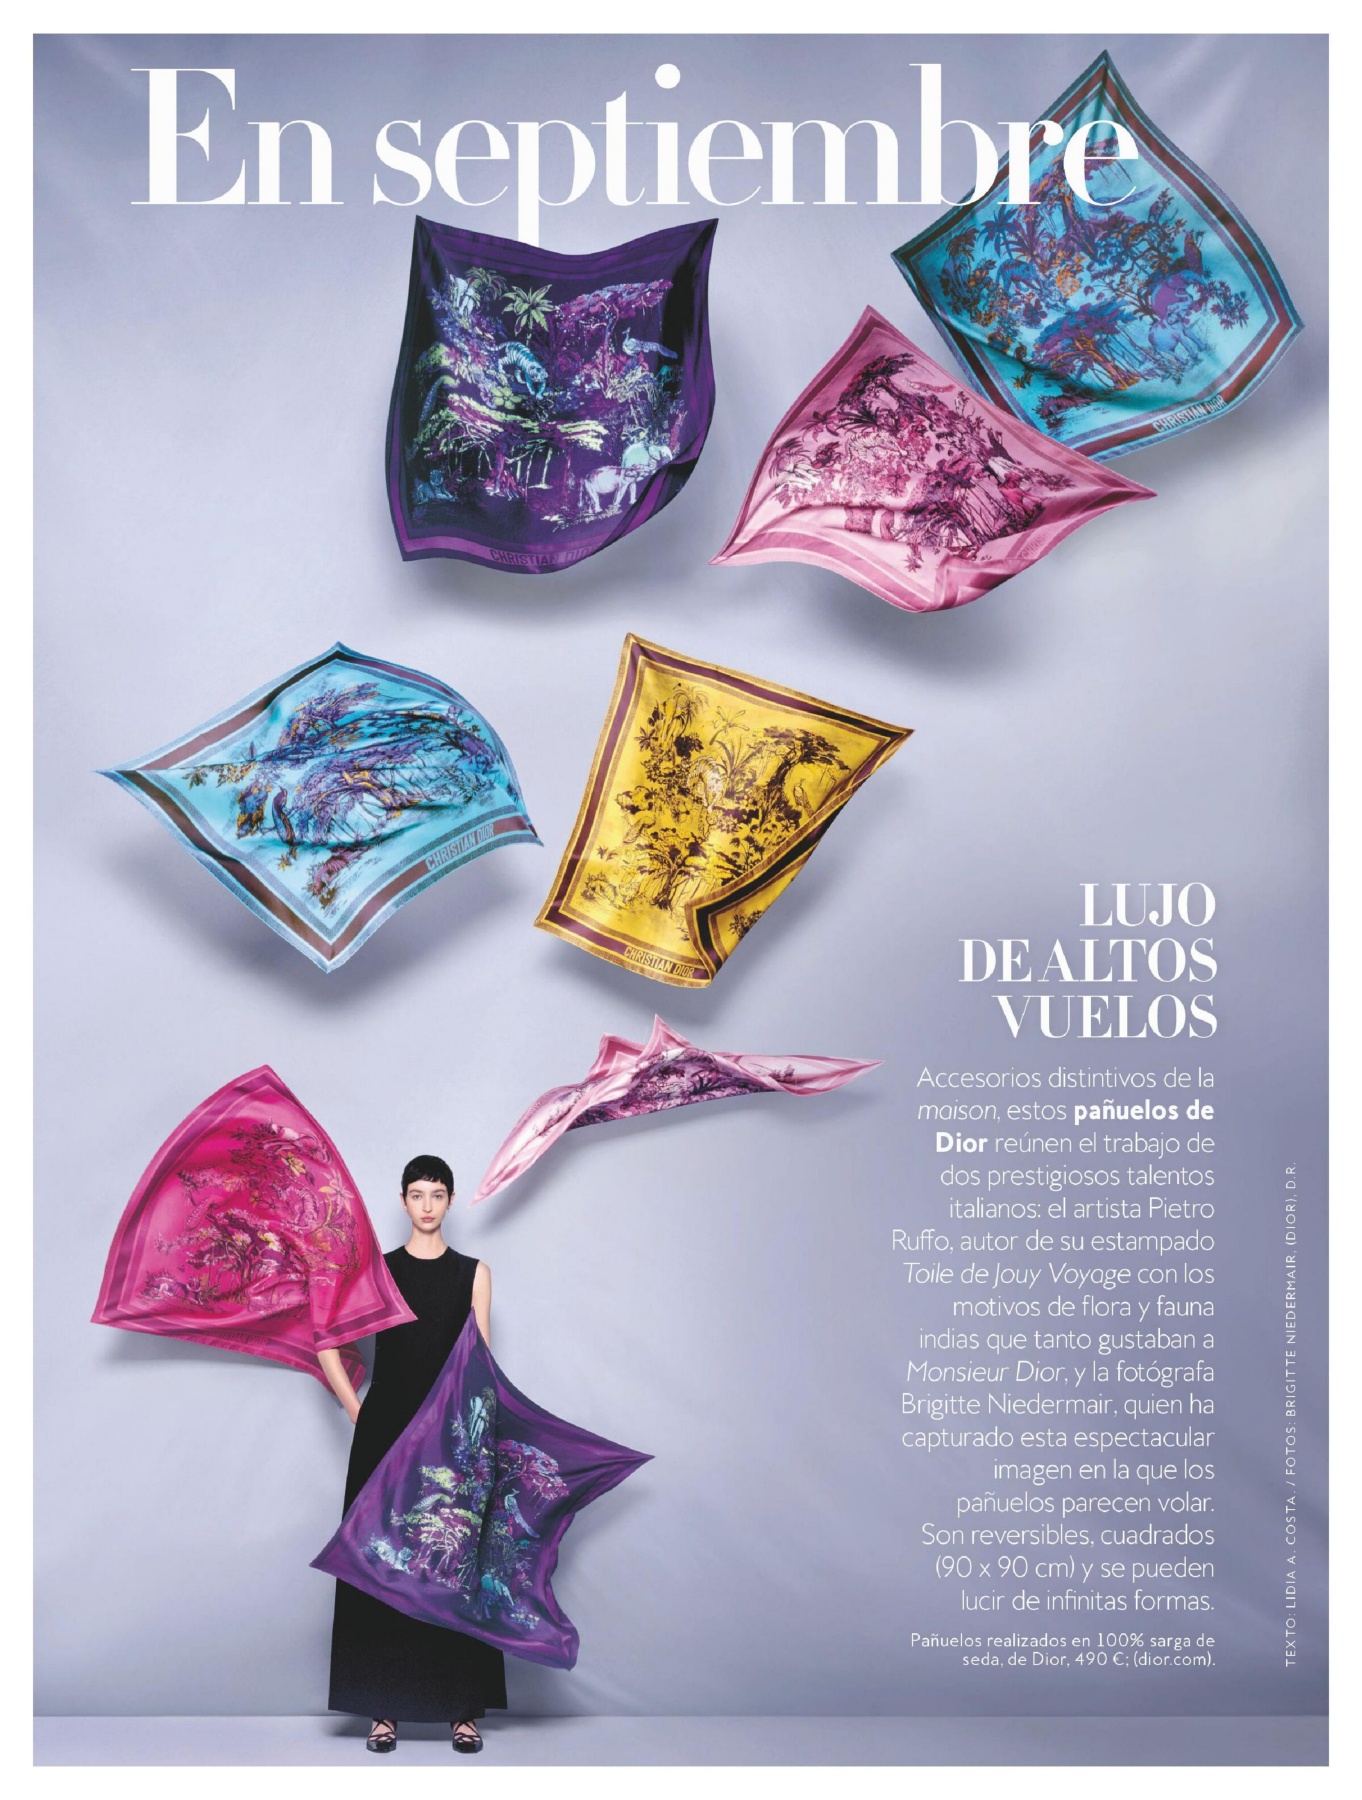 En septiembre
CHRISTIAN DIOR
CHRISTIAN DIOR
CHRISTIAN DIOR
CHRISTIAN DIOR
LUJO
DE ALTOS
VUELOS
Accesorios distintivos de la
maison, estos pañuelos de
Dior reúnen el trabajo de
dos prestigiosos talentos
italianos: el artista Pietro
Ruffo, autor de su estampado
Toile de Jouy Voyage con los
motivos de flora y fauna
indias que tanto gustaban a
Monsieur Dior, y la fotógrafa
Brigitte Niedermair, quien ha
capturado esta espectacular
imagen en la que los
pañuelos parecen volar.
Son reversibles, cuadrados
(90 x 90 cm) y se pueden
lucir de infinitas formas.
Pañuelos realizados en 100% sarga de
seda, de Dior, 490 €; (dior.com).
TEXTO: LIDIA A. COSTA. / FOTOS: BRIGITTE NIEDERMAIR, (DIOR), D.R.